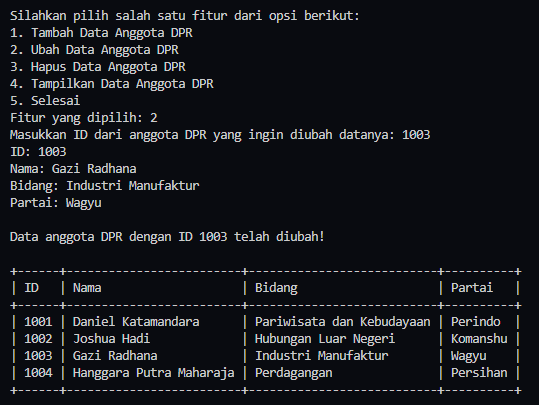 Silahkan pilih salah satu fitur dari opsi berikut:
1. Tambah Data Anggota DPR
2. Ubah Data Anggota DPR
3. Hapus Data Anggota DPR
4. Tampilkan Data Anggota DPR
5. Selesai
Fitur yang dipilih: 2
Masukkan ID dari anggota DPR yang ingin diubah datanya: 1003
ID: 1003
Nama: Gazi Radhana
Bidang: Industri Manufaktur
Partai: Wagyu
Data anggota DPR dengan ID 1003 telah diubah!
+------+-------------------------+---------------------------+----------+
| ID   | Nama                    | Bidang                    | Partai   |
+------+-------------------------+---------------------------+----------+
| 1001 | Daniel Katamandara      | Pariwisata dan Kebudayaan | Perindo  |
| 1002 | Joshua Hadi             | Hubungan Luar Negeri      | Komanshu |
| 1003 | Gazi Radhana            | Industri Manufaktur       | Wagyu    |
| 1004 | Hanggara Putra Maharaja | Perdagangan               | Persihan |
+------+-------------------------+---------------------------+----------+